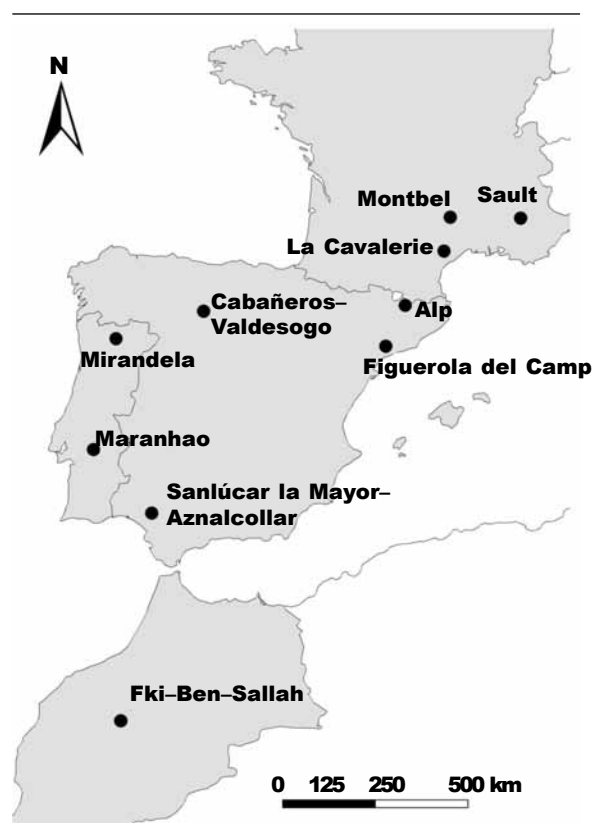 N
Montbel
Sault
La Cavalerie
Cabañeros–
Valdesogo
Alp
Mirandela
Figuerola del Camp
Maranhao
Sanlúcar la Mayor–
Aznalcollar
Fki–Ben–Sallah
0 125 250 500 km